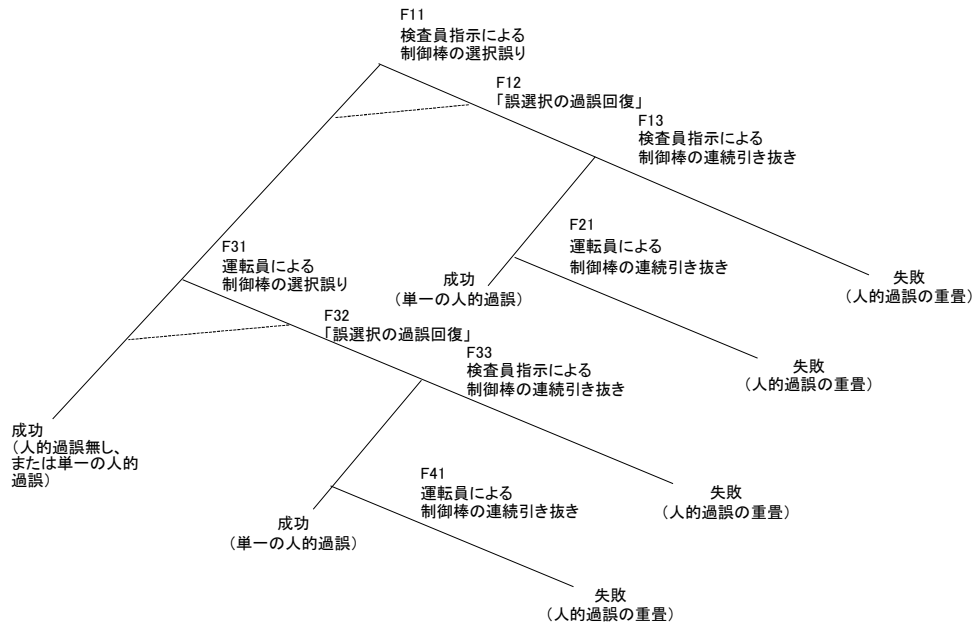 F11
検査員指示による
制御棒の選択誤り
F12
「誤選択の過誤回復」
F13
検査員指示による
制御棒の連続引き抜き
F21
運転員による
制御棒の連続引き抜き
成功
（単一の人的過誤）
失敗
（人的過誤の重畳）
F31
運転員による
制御棒の選択誤り
F32
「誤選択の過誤回復」
F33
検査員指示による
制御棒の連続引き抜き
失敗
（人的過誤の重畳）
成功
（人的過誤無し、
または単一の人的
過誤）
F41
運転員による
制御棒の連続引き抜き
失敗
（人的過誤の重畳）
成功
（単一の人的過誤）
失敗
（人的過誤の重畳）